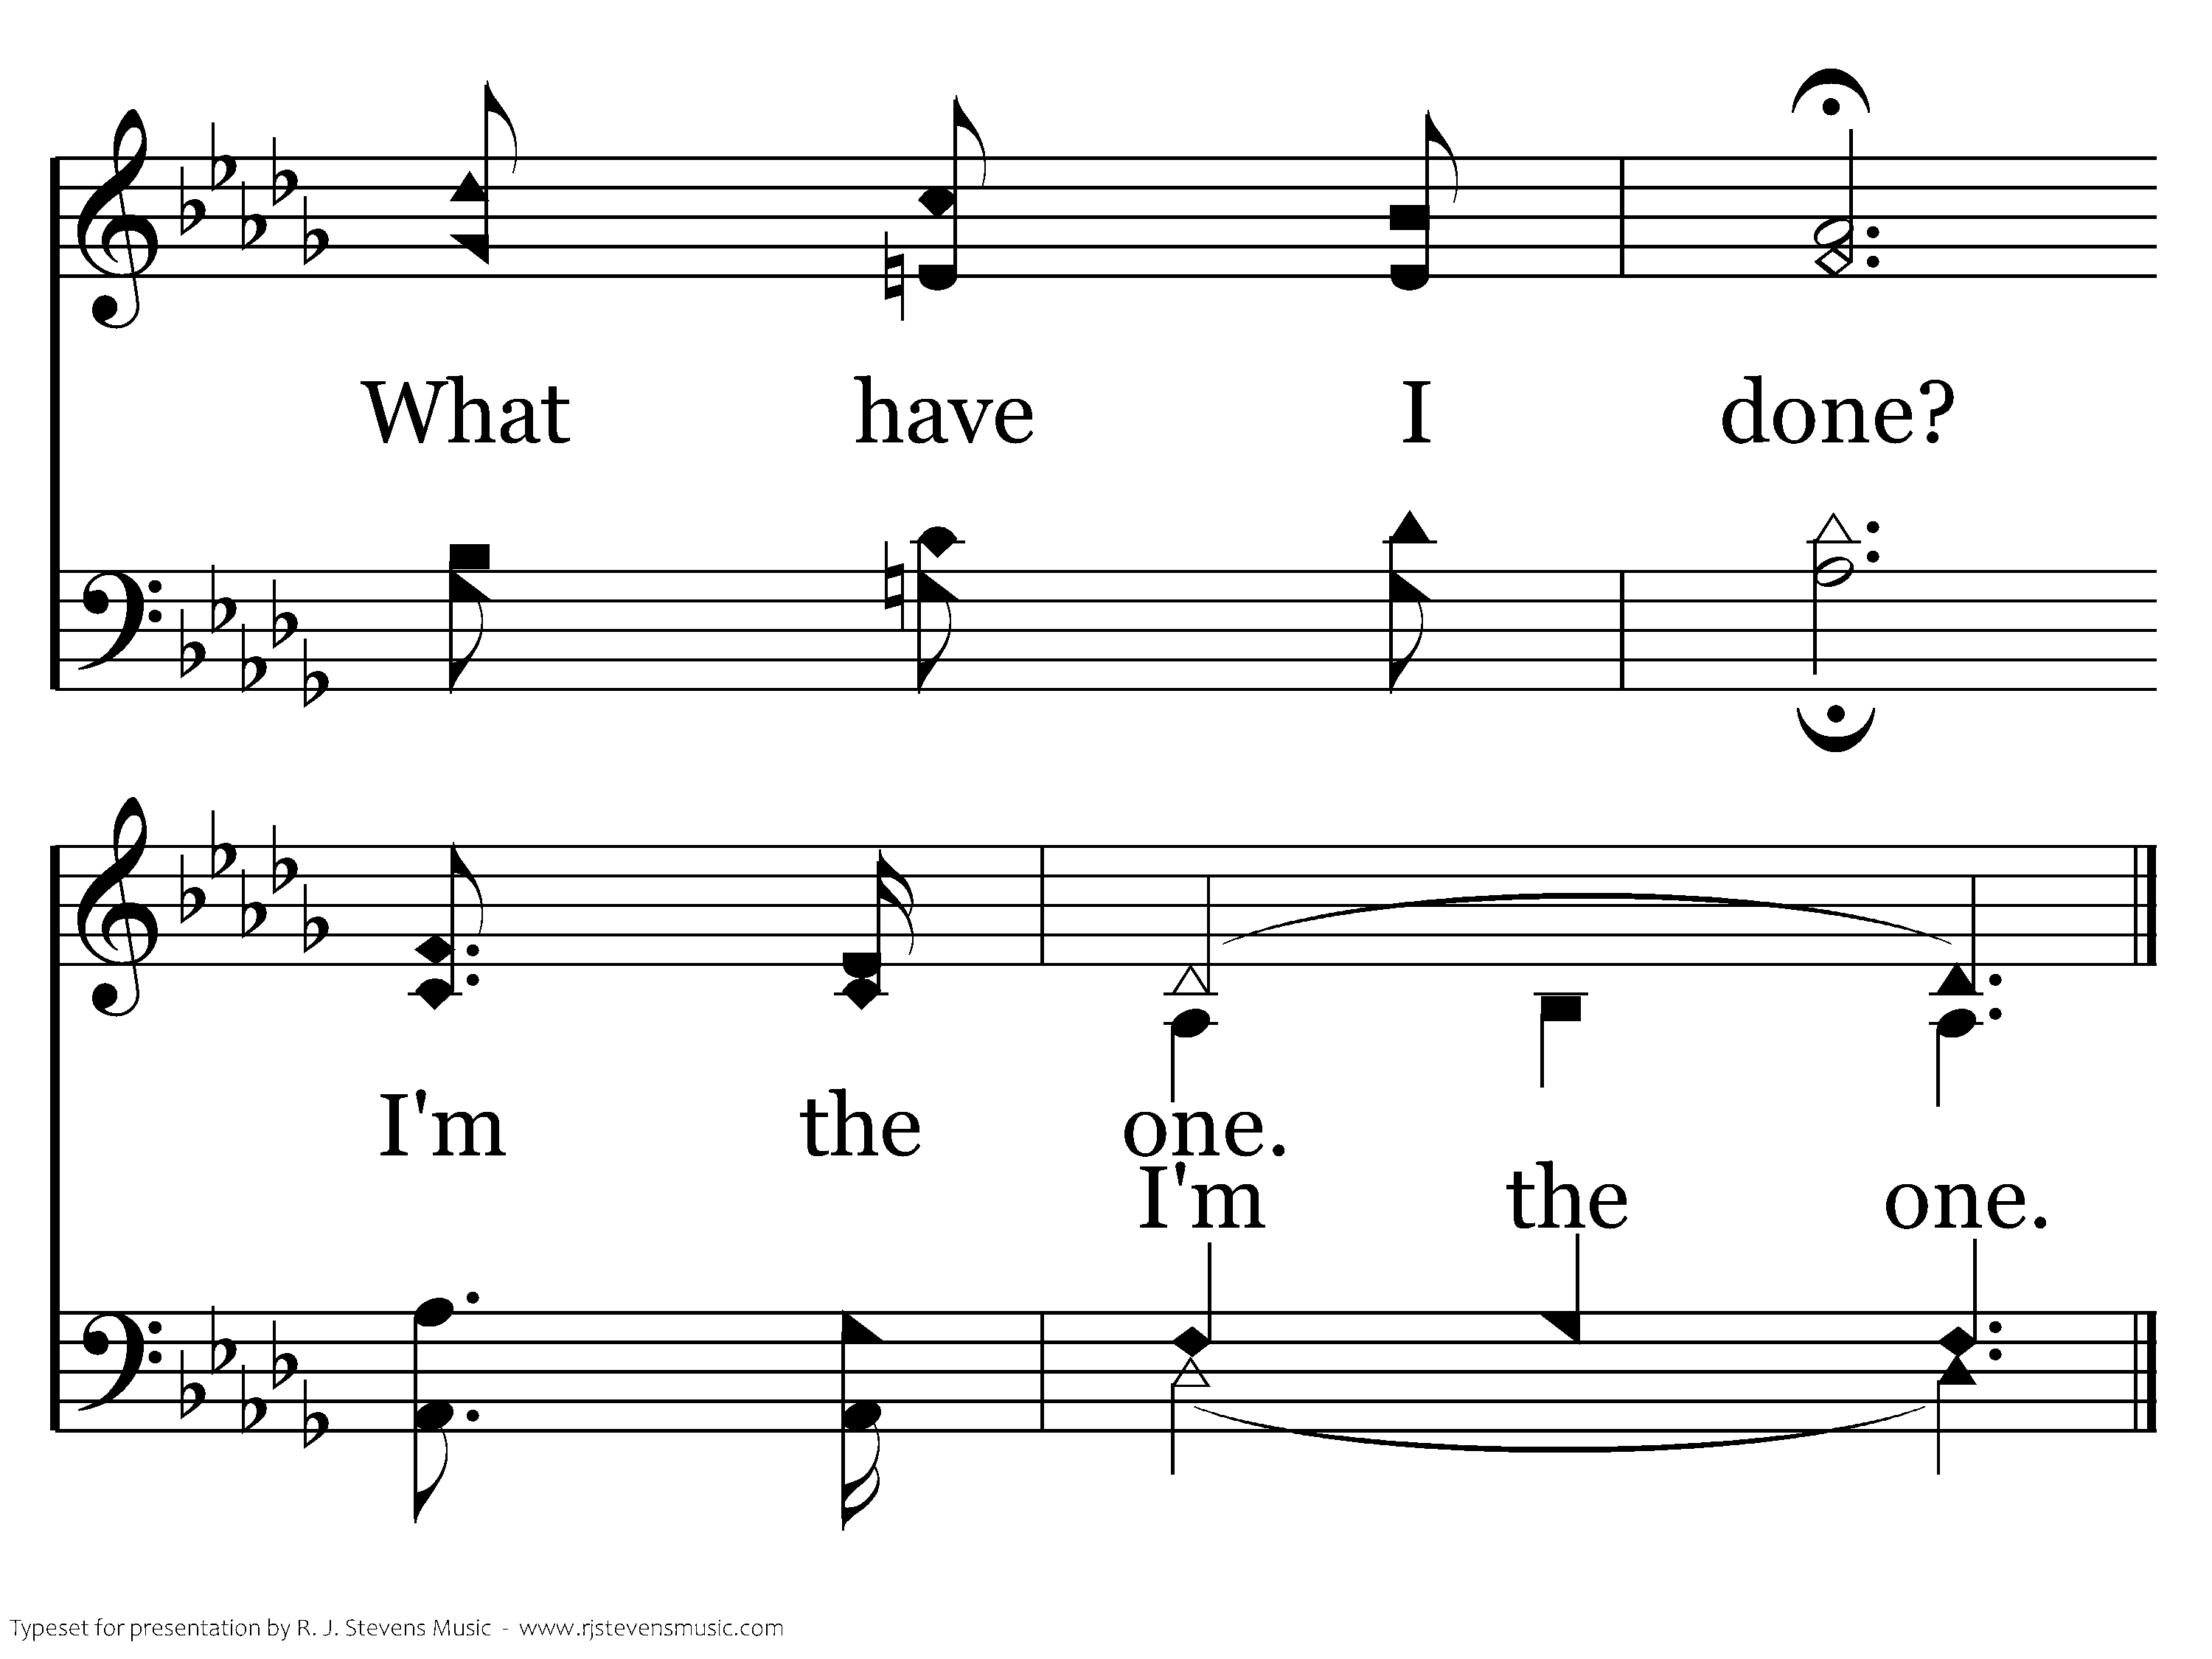 What have I done?
I'm the one.
I'm the one.
Typeset for presentation by R. J. Stevens Music - www.rjstevensmusic.com